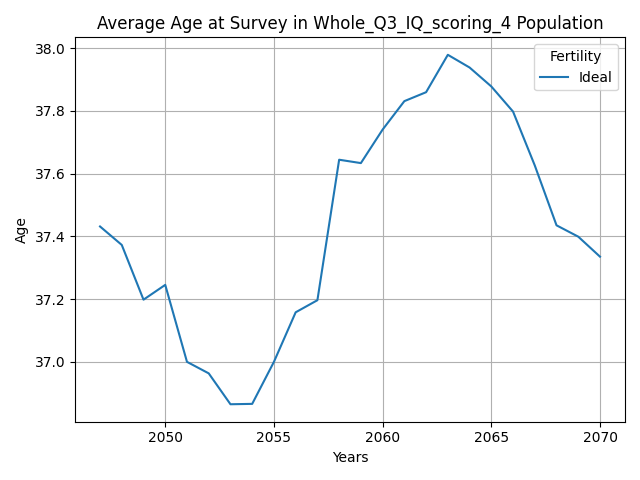 Average Age at Survey in Whole_Q3_IQ_scoring_4 Population
Fertility
Ideal
38.0
37.8
37.6
37.4
37.2
37.0
Age
2050 2055 2060 2065 2070
Years